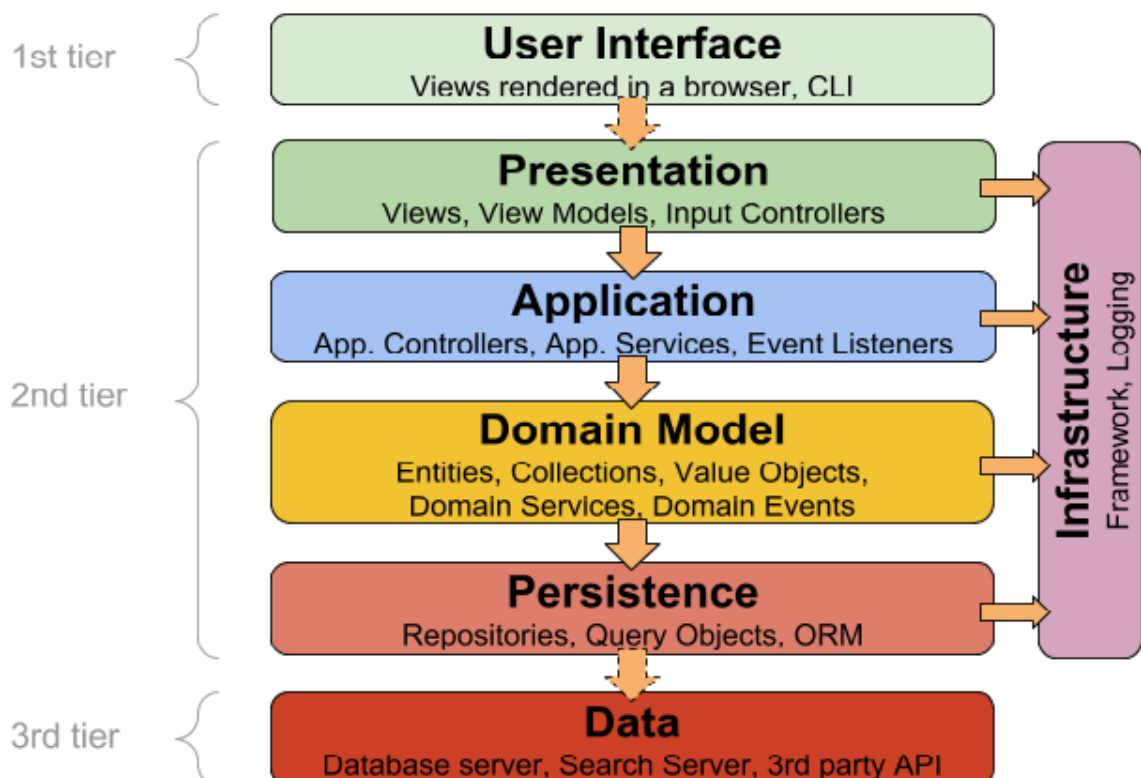 1st tier
User Interface
Views rendered in a browser, CLI
2nd tier
Presentation
Views, View Models, Input Controllers
Application
App. Controllers, App. Services, Event Listeners
Domain Model
Entities, Collections, Value Objects,
Domain Services, Domain Events
Persistence
Repositories, Query Objects, ORM
Infrastructure
Framework, Logging
3rd tier
Data
Database server, Search Server, 3rd party API